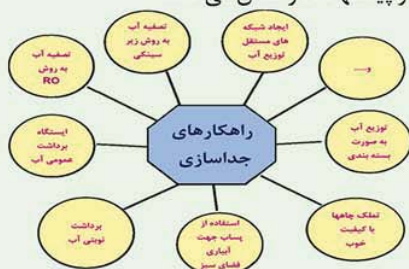 راهکارهای
جداسازی
ایجاد شبکه
های مستقل
توزیع آب
و....
توزیع آب
به صورت
بسته بندی
تملک چاهها
با کیفیت
خوب
استفاده از
پساب جهت
آبیاری
فضای سبز
برداشت
نوبتی آب
ایستگاه
برداشت
عمومی آب
تصفیه آب
به روش
RO
تصفیه آب
به روش زیر
سینکی